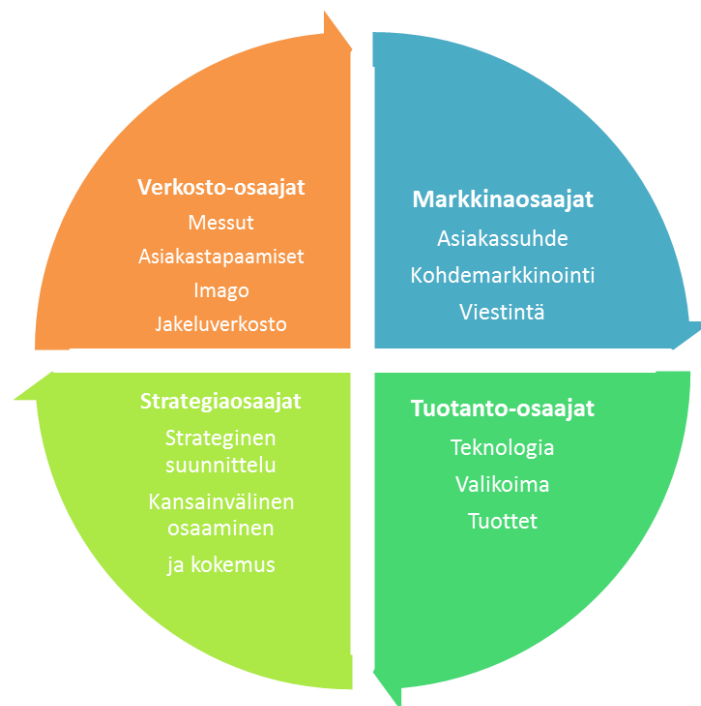 Verkosto-osaajat
Messut
Asiakastapaamiset
Imago
Jakeluverkosto
Markkinaosaajat
Asiakassuhde
Kohdemarkkinointi
Viestintä
Strategiaosaajat
Strateginen
suunnittelu
Kansainvälinen
osaaminen
ja kokemus
Tuotanto-osaajat
Teknologia
Valikoima
Tuottet